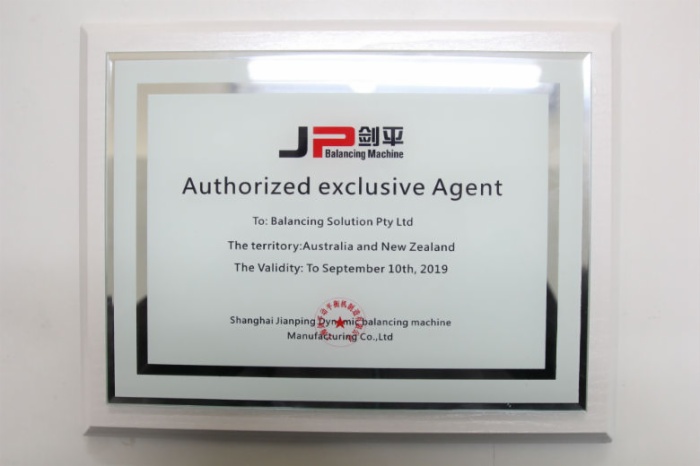 JP剑平
Balancing Machine
Authorized exclusive Agent
To: Balancing Solution Pty Ltd
The territory:Australia and New Zealand
The Validity: To September 10th, 2019
Shanghai Jianping Dynamic balancing machine
Manufacturing Co.,Ltd